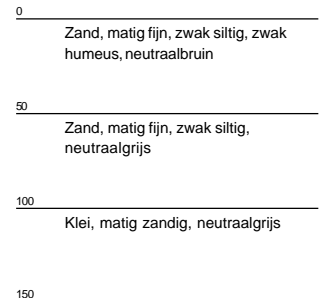 0
Zand, matig fijn, zwak siltig, zwak
humeus, neutraalbruin
50
Zand, matig fijn, zwak siltig,
neutraalgrijs
100
Klei, matig zandig, neutraalgrijs
150